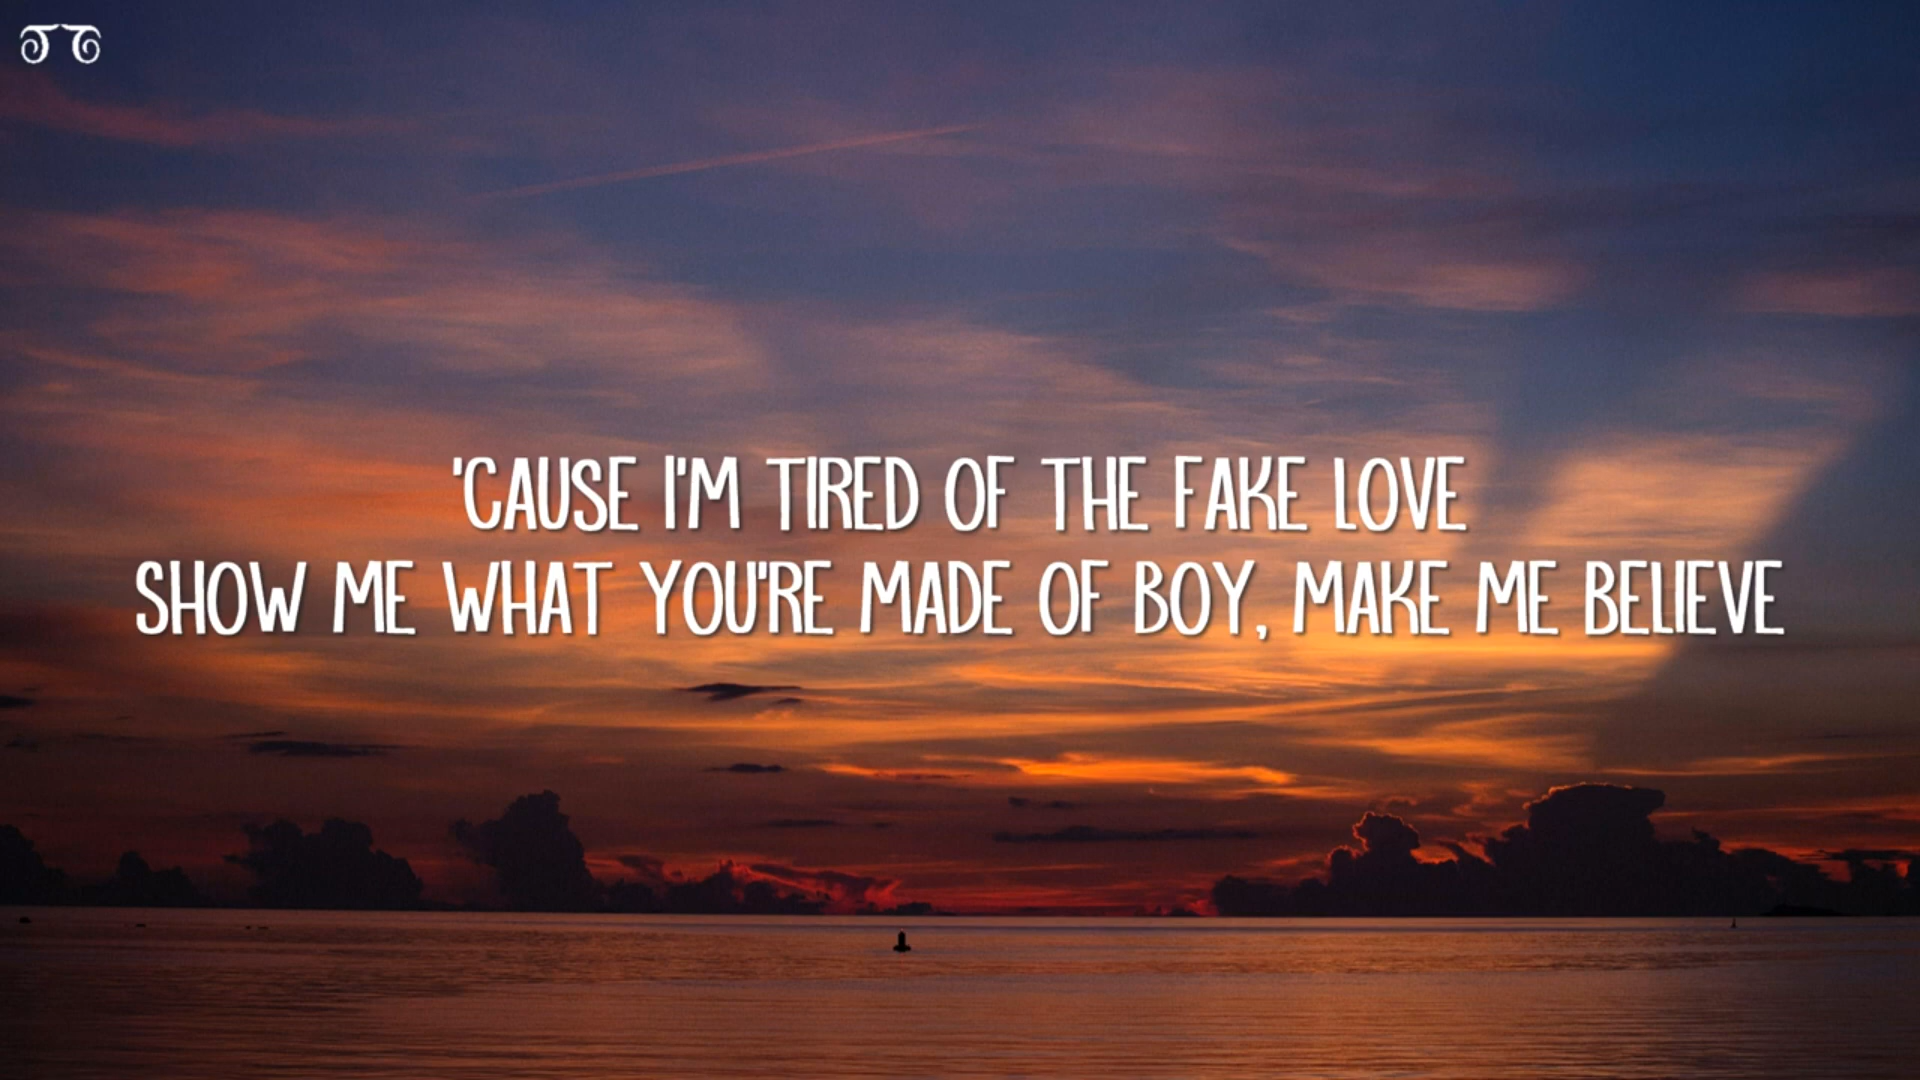 'CAUSE I'M TIRED OF THE FAKE LOVE
SHOW ME WHAT YOU'RE MADE OF BOY, MAKE ME BELIEVE